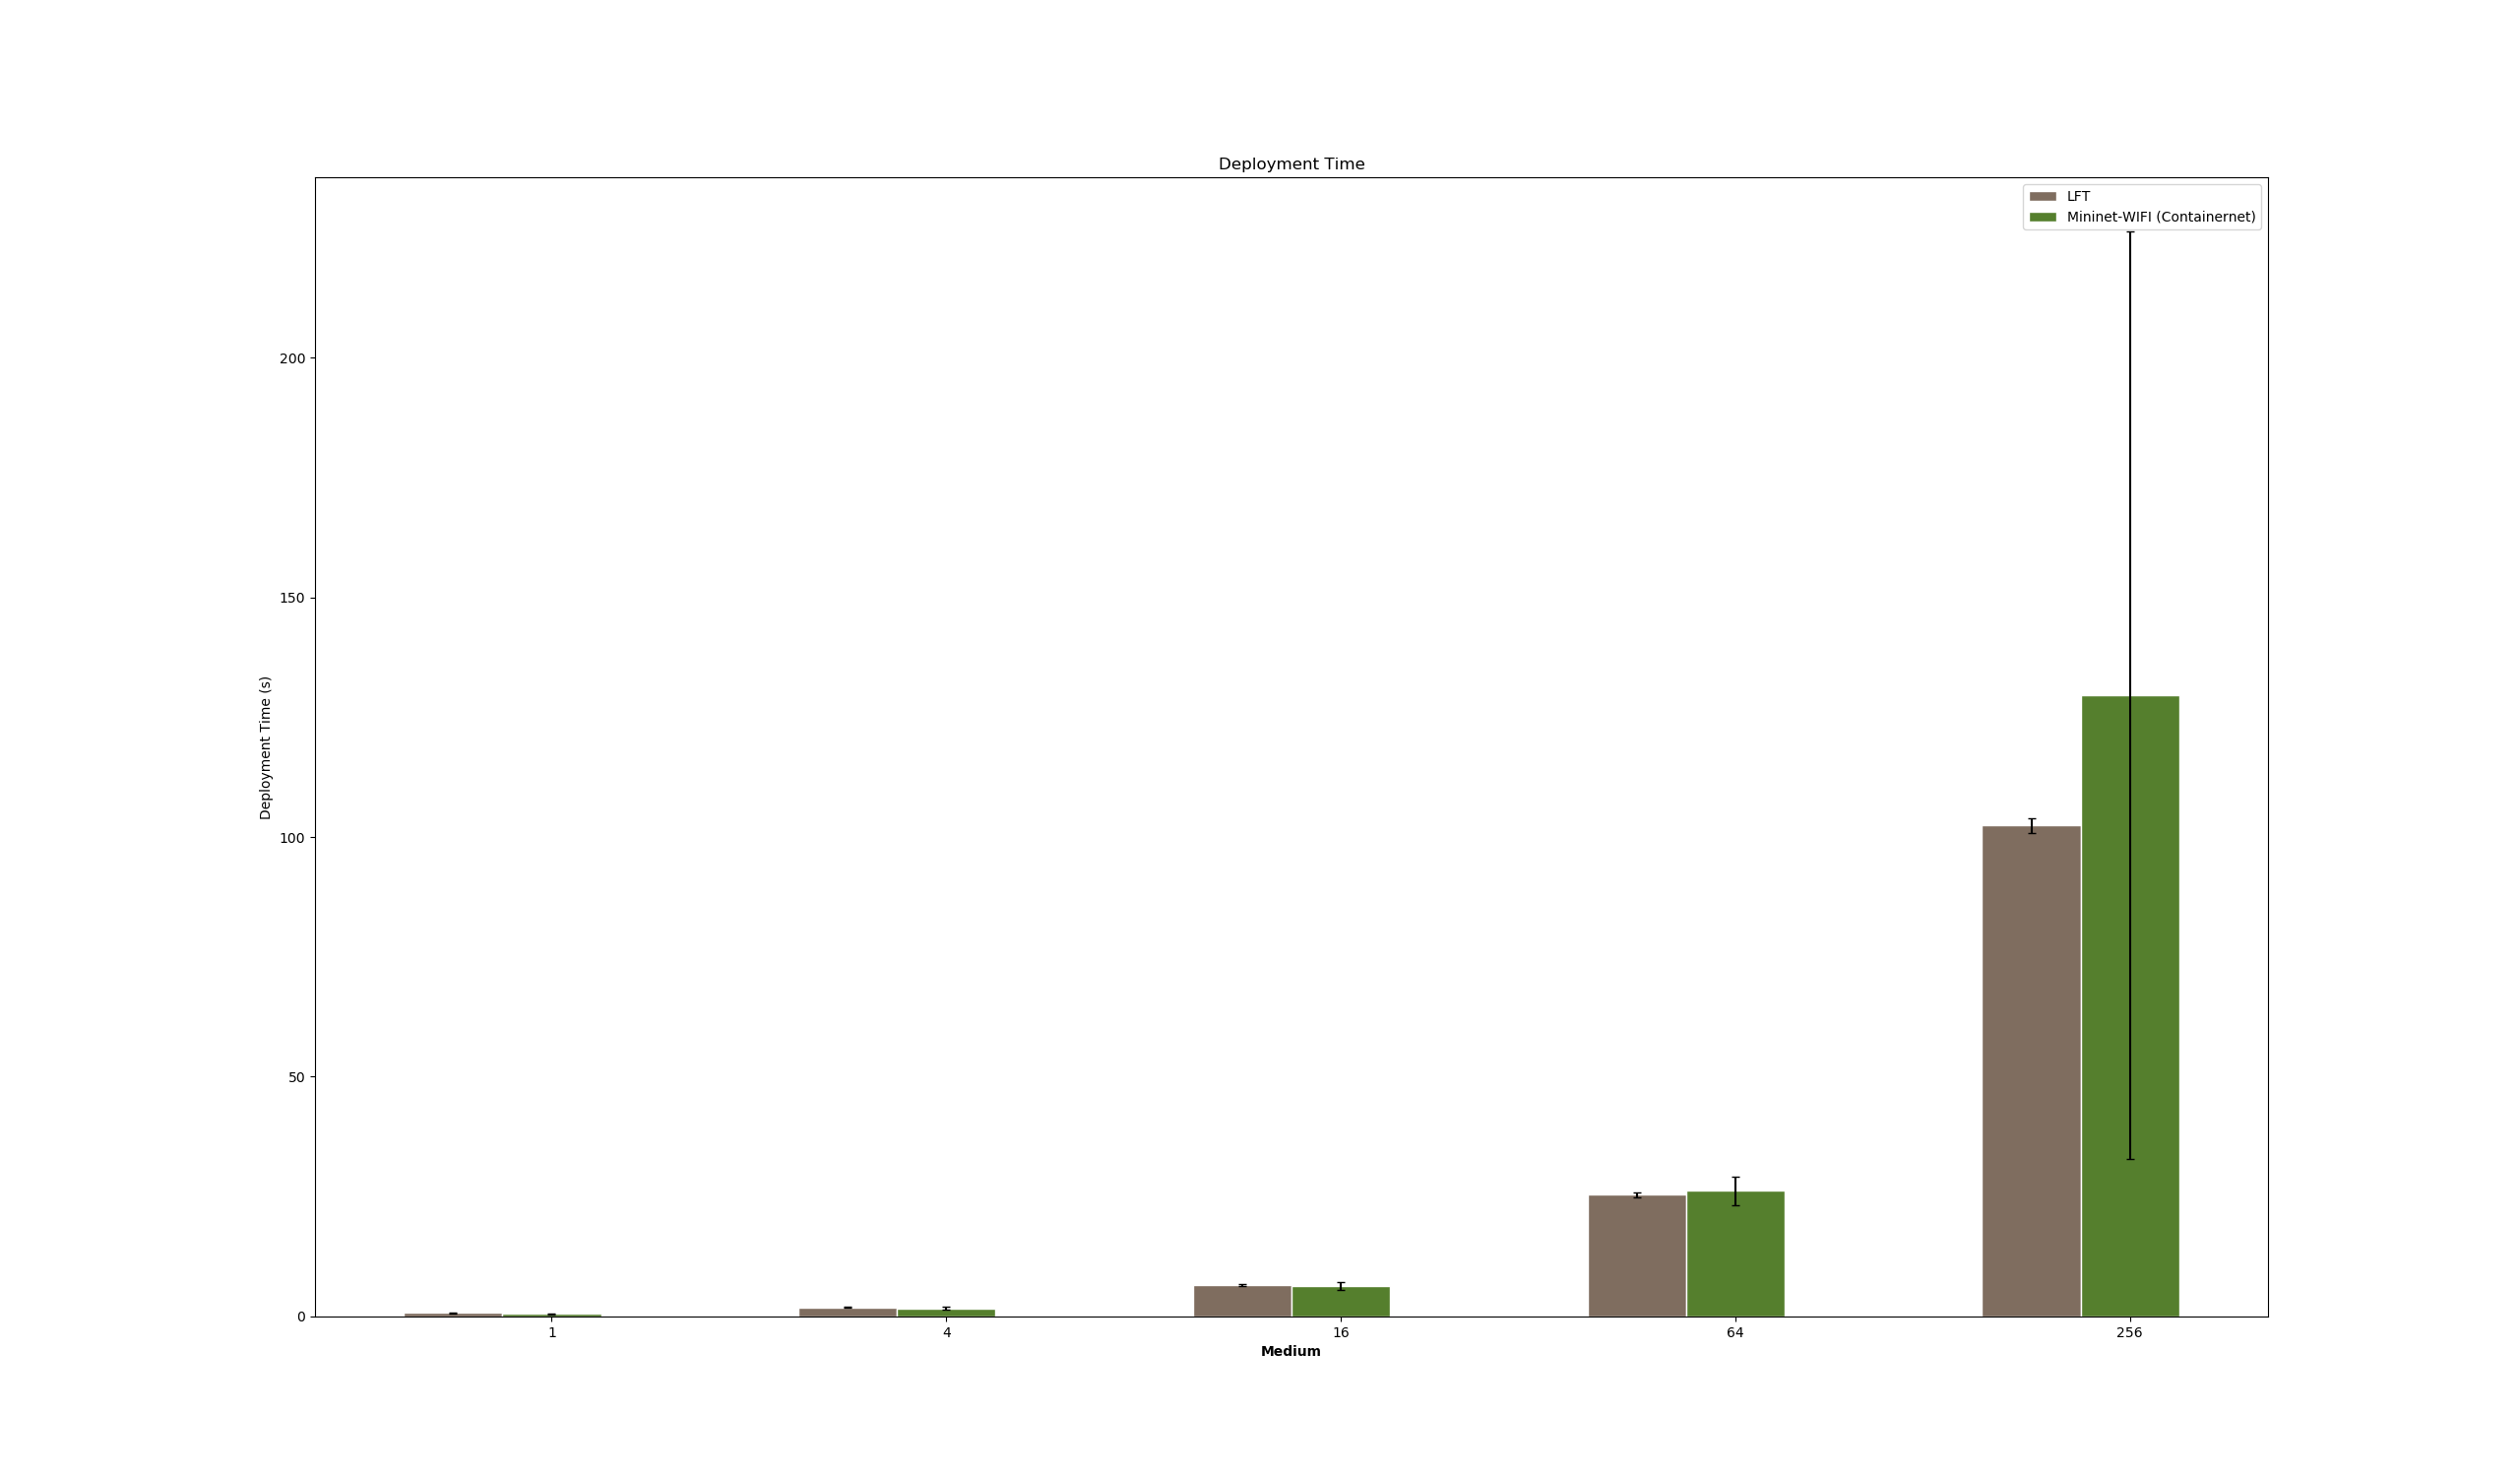 Deployment Time
LFT
Mininet-WIFI (Containernet)
200
150
100
50
0
Deployment Time (s)
1 4 16 64 256
Medium